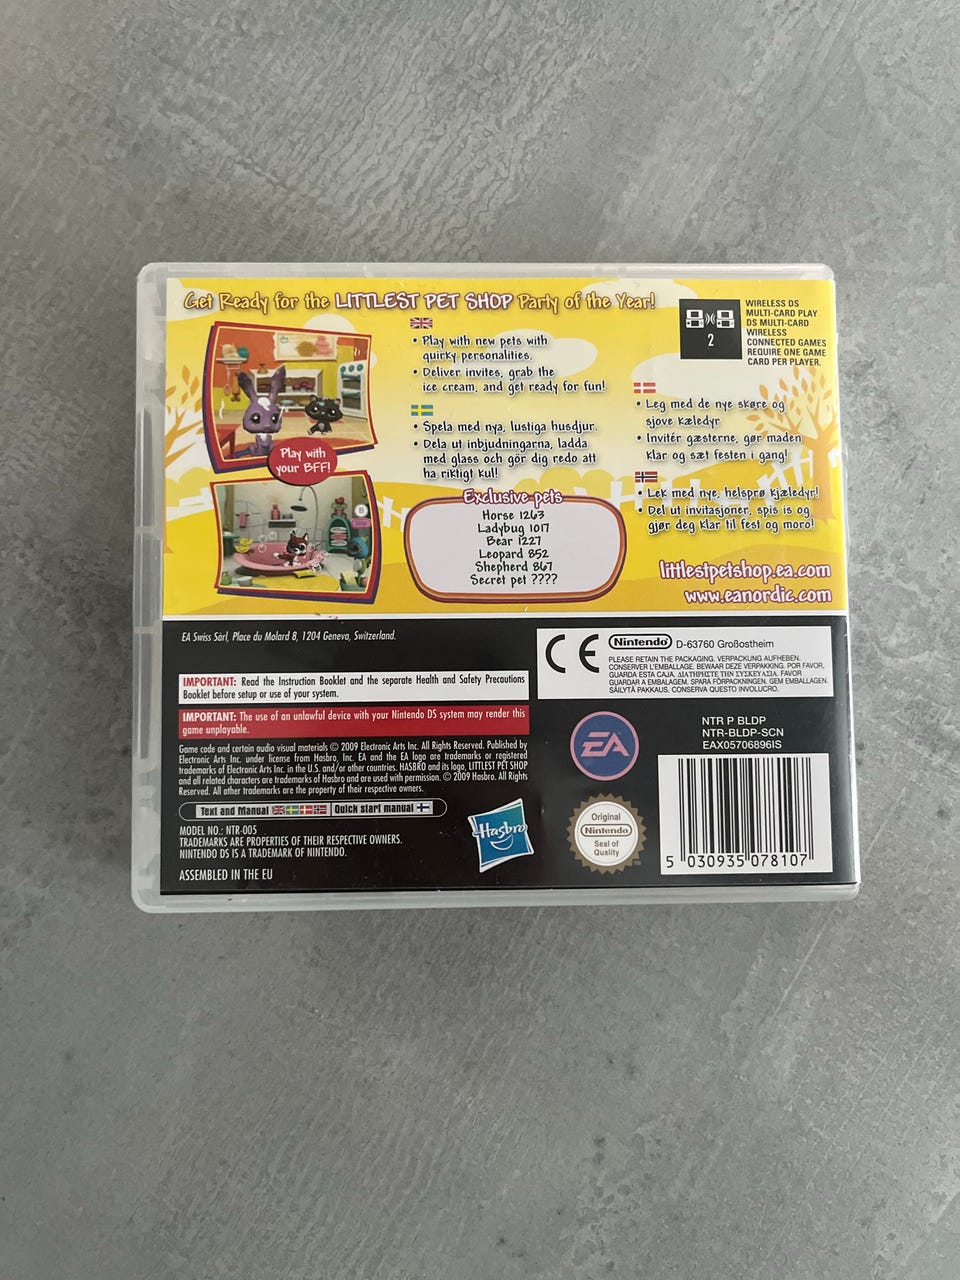 Get Ready for the LITTLEST PET SHOP Party of the Year!
WIRELESS DS
MULTI-CARD PLAY
DS MULTI-CARD
WIRELESS
CONNECTED GAMES
REQUIRE ONE GAME
CARD PER PLAYER.
2
• Play with new pets with
quirky personalities.
• Deliver invites, grab the
ice cream, and get ready for fun!
• Spela med nya, lustiga husdjur.
• Dela ut inbjudningarna, ladda
med glass och gör dig redo att
ha riktigt kul!
• Leg med de nye skøre og
sjove kæledyr
• Invitér gæsterne, gør maden
klar og sæt festen i gang!
• Lek med nye, helsprø kjæledyr!
• Del ut invitasjoner, spis is og
gjør deg klar til fest og moro!
Play with
your BFF!
Exclusive pets
Horse 1263
Ladybug 1017
Bear 1227
Leopard 852
Shepherd 867
Secret pet ????
littlestpetshop.ea.com
www.eanordic.com
EA Swiss Sàrl, Place du Molard 8, 1204 Geneva, Switzerland.
IMPORTANT: Read the Instruction Booklet and the separate Health and Safety Precautions
Booklet before setup or use of your system.
IMPORTANT: The use of an unlawful device with your Nintendo DS system may render this
game unplayable.
Game code and certain audio visual materials © 2009 Electronic Arts Inc. All Rights Reserved. Published by
Electronic Arts Inc. under license from Hasbro, Inc. EA and the EA logo are trademarks or registered
trademarks of Electronic Arts Inc. in the U.S. and/or other countries. HASBRO and its logo, LITTLEST PET SHOP
and all related characters are trademarks of Hasbro and are used with permission. © 2009 Hasbro. All Rights
Reserved. All other trademarks are the property of their respective owners.
Text and Manual
Quick start manual
MODEL NO.: NTR-005
TRADEMARKS ARE PROPERTIES OF THEIR RESPECTIVE OWNERS.
NINTENDO DS IS A TRADEMARK OF NINTENDO.
ASSEMBLED IN THE EU
CE
Nintendo D-63760 Großostheim
PLEASE RETAIN THE PACKAGING. VERPACKUNG AUFHEBEN.
CONSERVER L'EMBALLAGE. BEWAAR DEZE VERPAKKING. POR FAVOR,
GUARDA ESTA CAJA. ΔΙΑΤΗΡΗΣΤΕ ΤΗΝ ΣΥΣΚΕΥΑΣΙΑ. FAVOR
GUARDAR A EMBALAGEM. SPARA FÖRPACKNINGEN. GEM EMBALLAGEN.
SÄILYTÄ PAKKAUS. CONSERVA QUESTO INVOLUCRO.
NTR P BLDP
NTR-BLDP-SCN
EAX05706896IS
EA
Hasbro
Original
Nintendo
Seal of
Quality
TM
5 030935 078107